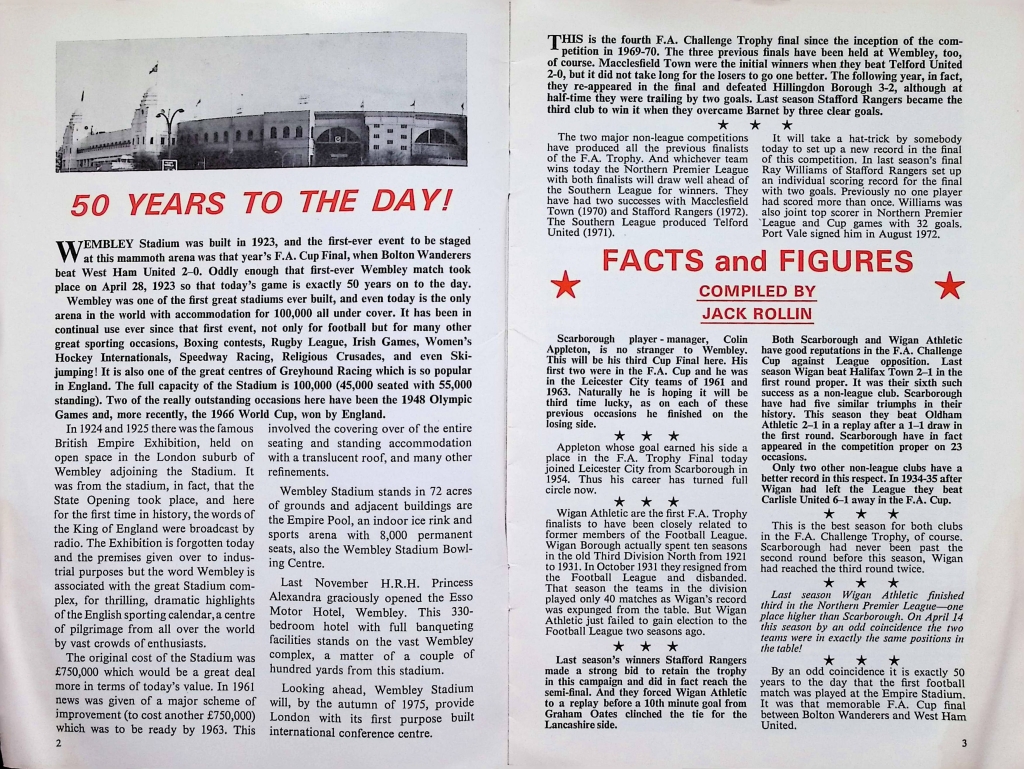 50 YEARS TO THE DAY!
WEMBLEY Stadium was built in 1923, and the first-ever event to be staged
at this mammoth arena was that year's F.A. Cup Final, when Bolton Wanderers
beat West Ham United 2–0. Oddly enough that first-ever Wembley match took
place on April 28, 1923 so that today's game is exactly 50 years on to the day.
Wembley was one of the first great stadiums ever built, and even today is the only
arena in the world with accommodation for 100,000 all under cover. It has been in
continual use ever since that first event, not only for football but for many other
great sporting occasions, Boxing contests, Rugby League, Irish Games, Women's
Hockey Internationals, Speedway Racing, Religious Crusades, and even Ski-
jumping! It is also one of the great centres of Greyhound Racing which is so popular
in England. The full capacity of the Stadium is 100,000 (45,000 seated with 55,000
standing). Two of the really outstanding occasions here have been the 1948 Olympic
Games and, more recently, the 1966 World Cup, won by England.
In 1924 and 1925 there was the famous
British Empire Exhibition, held on
open space in the London suburb of
Wembley adjoining the Stadium. It
was from the stadium, in fact, that the
State Opening took place, and here
for the first time in history, the words of
the King of England were broadcast by
radio. The Exhibition is forgotten today
and the premises given over to indus-
trial purposes but the word Wembley is
associated with the great Stadium com-
plex, for thrilling, dramatic highlights
of the English sporting calendar, a centre
of pilgrimage from all over the world
by vast crowds of enthusiasts.
The original cost of the Stadium was
£750,000 which would be a great deal
more in terms of today's value. In 1961
news was given of a major scheme of
improvement (to cost another £750,000)
which was to be ready by 1963. This
involved the covering over of the entire
seating and standing accommodation
with a translucent roof, and many other
refinements.
Wembley Stadium stands in 72 acres
of grounds and adjacent buildings are
the Empire Pool, an indoor ice rink and
sports arena with 8,000 permanent
seats, also the Wembley Stadium Bowl-
ing Centre.
Last November H.R.H. Princess
Alexandra graciously opened the Esso
Motor Hotel, Wembley. This 330-
bedroom hotel with full banqueting
facilities stands on the vast Wembley
complex, a matter of a couple of
hundred yards from this stadium.
Looking ahead, Wembley Stadium
will, by the autumn of 1975, provide
London with its first purpose built
international conference centre.
2
THIS is the fourth F.A. Challenge Trophy final since the inception of the com-
petition in 1969-70. The three previous finals have been held at Wembley, too,
of course. Macclesfield Town were the initial winners when they beat Telford United
2-0, but it did not take long for the losers to go one better. The following year, in fact,
they re-appeared in the final and defeated Hillingdon Borough 3-2, although at
half-time they were trailing by two goals. Last season Stafford Rangers became the
third club to win it when they overcame Barnet by three clear goals.
The two major non-league competitions
have produced all the previous finalists
of the F.A. Trophy. And whichever team
wins today the Northern Premier League
with both finalists will draw well ahead of
the Southern League for winners. They
have had two successes with Macclesfield
Town (1970) and Stafford Rangers (1972).
The Southern League produced Telford
United (1971).
It will take a hat-trick by somebody
today to set up a new record in the final
of this competition. In last season's final
Ray Williams of Stafford Rangers set up
an individual scoring record for the final
with two goals. Previously no one player
had scored more than once. Williams was
also joint top scorer in Northern Premier
League and Cup games with 32 goals.
Port Vale signed him in August 1972.
FACTS and FIGURES
COMPILED BY
JACK ROLLIN
Scarborough player-manager, Colin
Appleton, is no stranger to Wembley.
This will be his third Cup Final here. His
first two were in the F.A. Cup and he was
in the Leicester City teams of 1961 and
1963. Naturally he is hoping it will be
third time lucky, as on each of these
previous occasions he finished on the
losing side.
Appleton whose goal earned his side a
place in the F.A. Trophy Final today
joined Leicester City from Scarborough in
1954. Thus his career has turned full
circle now.
Wigan Athletic are the first F.A. Trophy
finalists to have been closely related to
former members of the Football League.
Wigan Borough actually spent ten seasons
in the old Third Division North from 1921
to 1931. In October 1931 they resigned from
the Football League and disbanded.
That season the teams in the division
played only 40 matches as Wigan's record
was expunged from the table. But Wigan
Athletic just failed to gain election to the
Football League two seasons ago.
Last season's winners Stafford Rangers
made a strong bid to retain the trophy
in this campaign and did in fact reach the
semi-final. And they forced Wigan Athletic
to a replay before a 10th minute goal from
Graham Oates clinched the tie for the
Lancashire side.
Both Scarborough and Wigan Athletic
have good reputations in the F.A. Challenge
Cup against League opposition. Last
season Wigan beat Halifax Town 2–1 in the
first round proper. It was their sixth such
success as a non-league club. Scarborough
have had five similar triumphs in their
history. This season they beat Oldham
Athletic 2–1 in a replay after a 1–1 draw in
the first round. Scarborough have in fact
appeared in the competition proper on 23
occasions.
Only two other non-league clubs have a
better record in this respect. In 1934-35 after
Wigan had left the League they beat
Carlisle United 6–1 away in the F.A. Cup.
This is the best season for both clubs
in the F.A. Challenge Trophy, of course.
Scarborough had never been past the
second round before this season, Wigan
had reached the third round twice.
Last season Wigan Athletic finished
third in the Northern Premier League—one
place higher than Scarborough. On April 14
this season by an odd coincidence the two
teams were in exactly the same positions in
the table!
By an odd coincidence it is exactly 50
years to the day that the first football
match was played at the Empire Stadium.
It was that memorable F.A. Cup final
between Bolton Wanderers and West Ham
United.
3